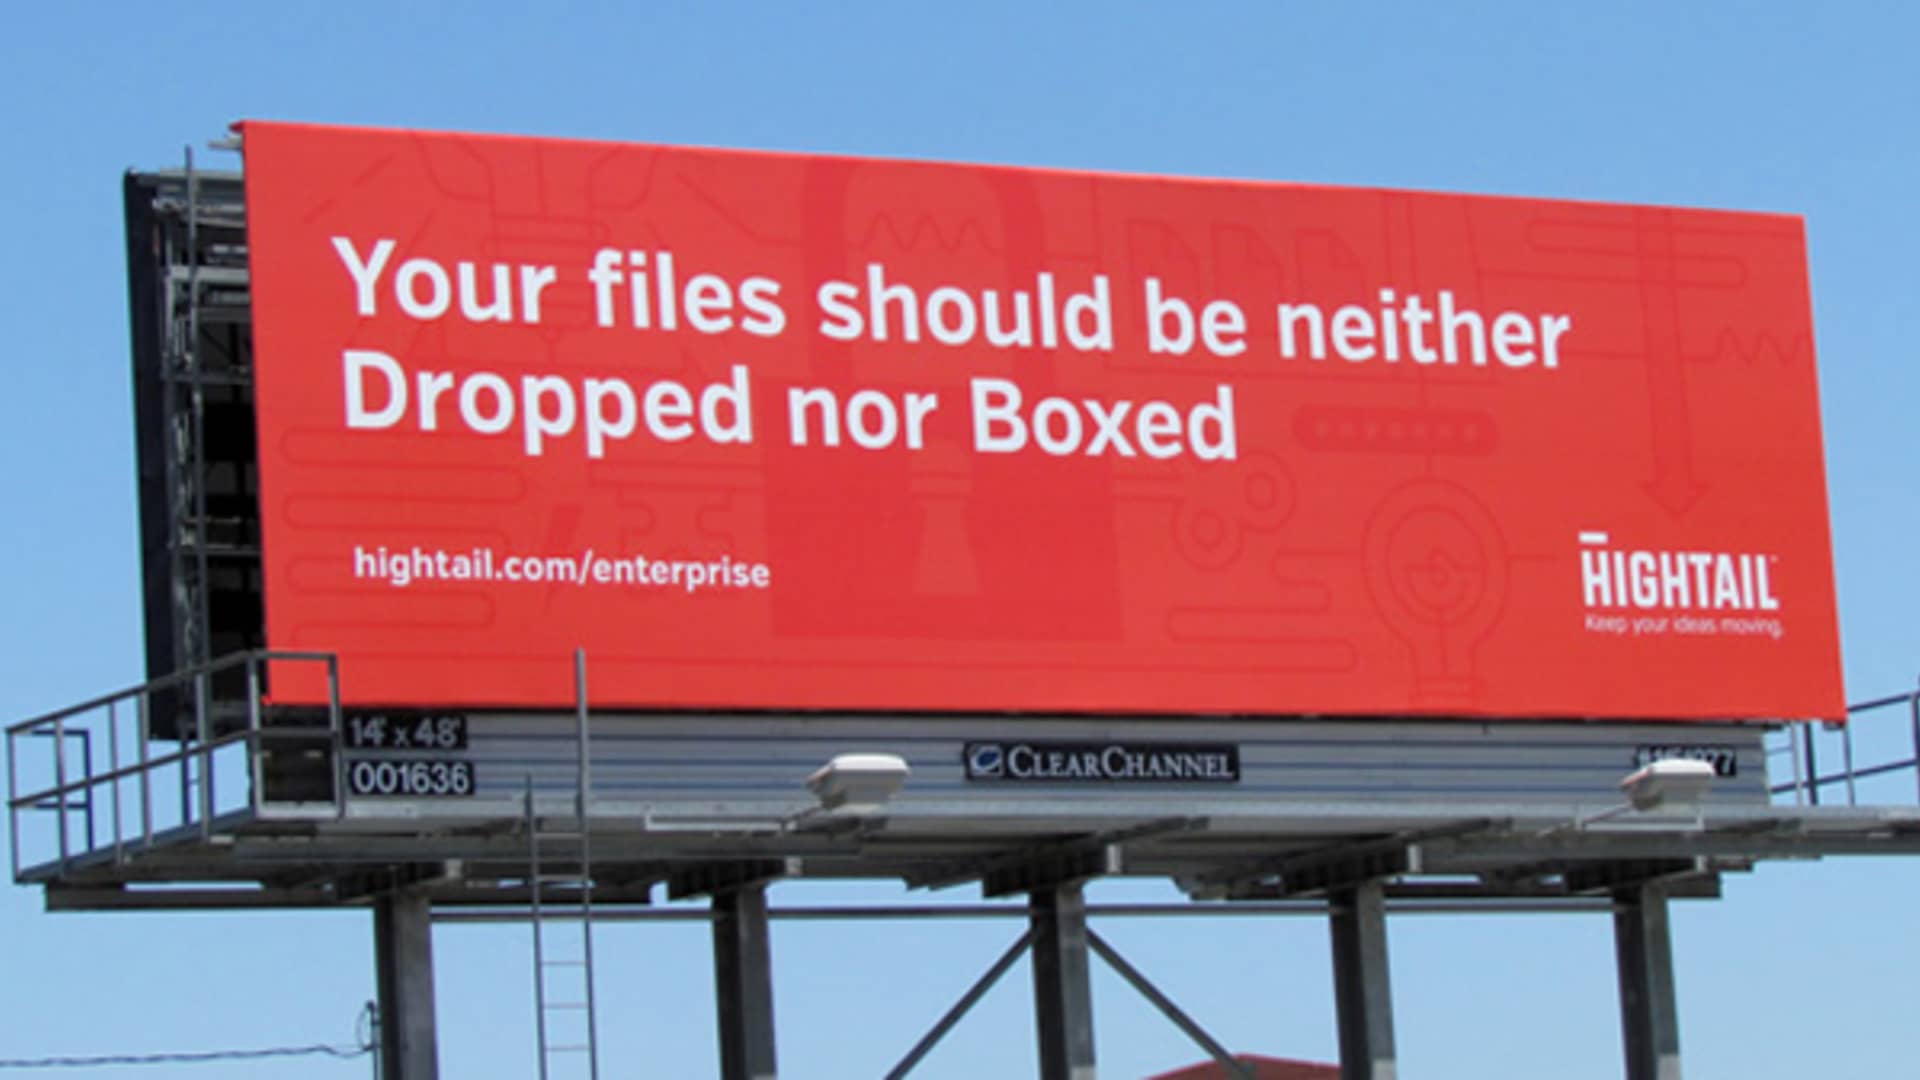 Your files should be neither
Dropped nor Boxed
hightail.com/enterprise
HIGHTAIL
Keep your ideas moving.
14' x 48'
001636
CLEARCHANNEL